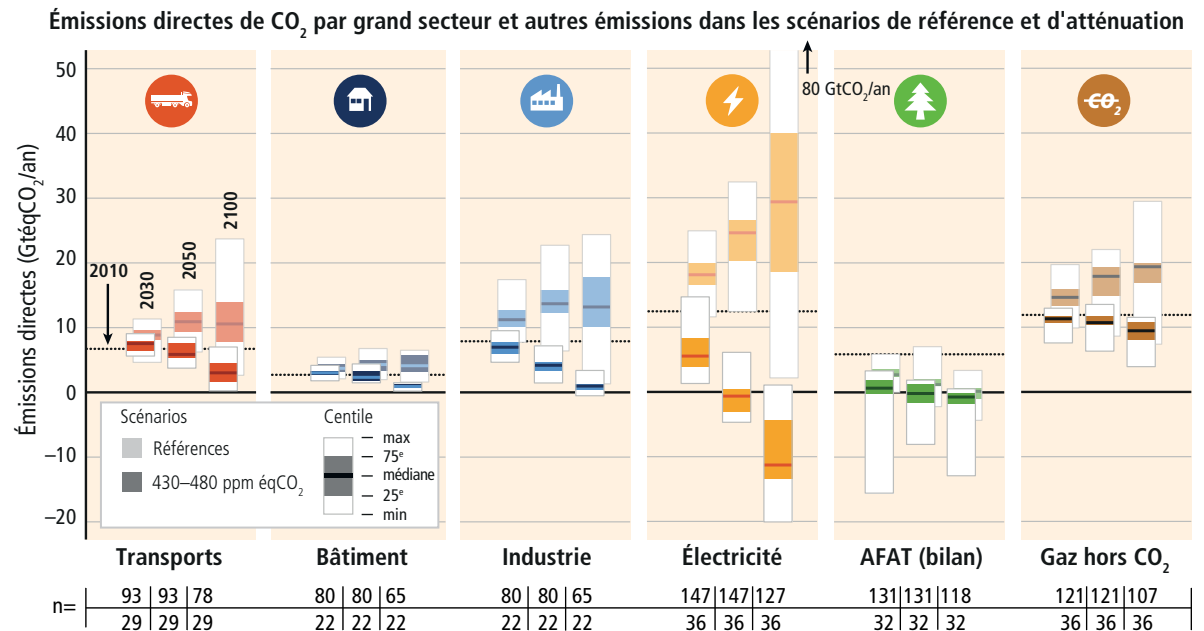 Émissions directes de CO₂ par grand secteur et autres émissions dans les scénarios de référence et d'atténuation
Émissions directes (GtéqCO₂/an)
50
40
30
20
10
0
–10
–20
2010
2030
2050
2100
80 GtCO₂/an
CO₂
Scénarios
Références
430–480 ppm éqCO₂
Centile
max
75ᵉ
médiane
25ᵉ
min
Transports
Bâtiment
Industrie
Électricité
AFAT (bilan)
Gaz hors CO₂
n=
93 93 78 80 80 65 80 80 65 147 147 127 131 131 118 121 121 107
29 29 29 22 22 22 22 22 22 36 36 36 32 32 32 36 36 36